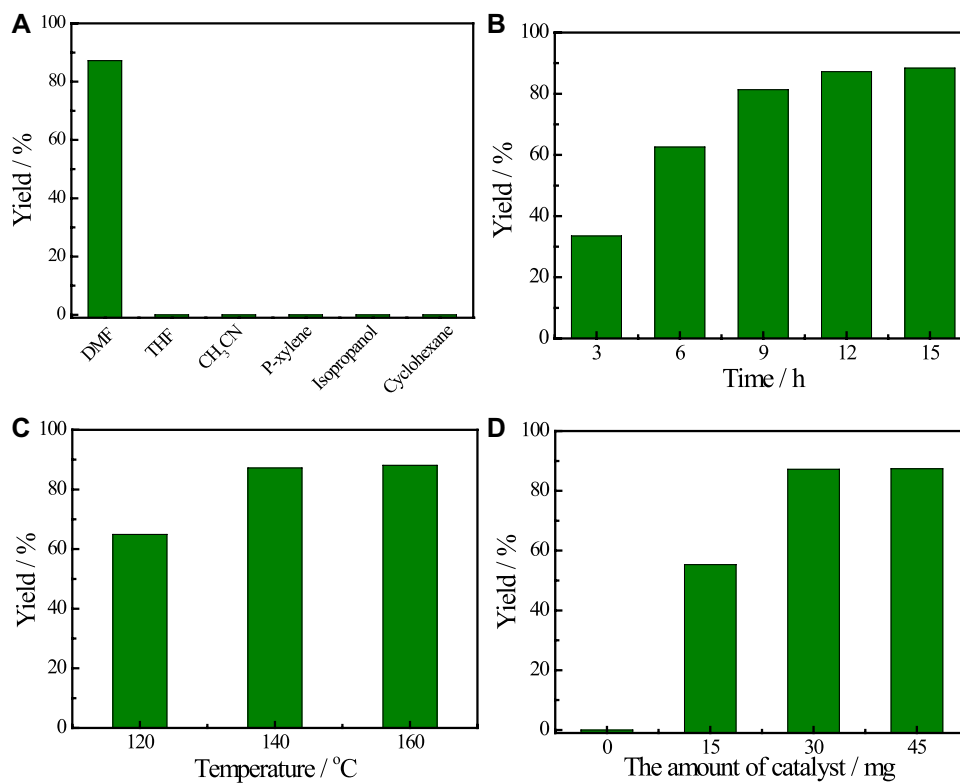 A
Yield / %
100
80
60
40
20
0
DMF
THF
CH₃CN
P-xylene
Isopropanol
Cyclohexane
B
Yield / %
100
80
60
40
20
0
3 6 9 12 15
Time / h
C
Yield / %
100
80
60
40
20
0
120 140 160
Temperature / °C
D
Yield / %
100
80
60
40
20
0
0 15 30 45
The amount of catalyst / mg